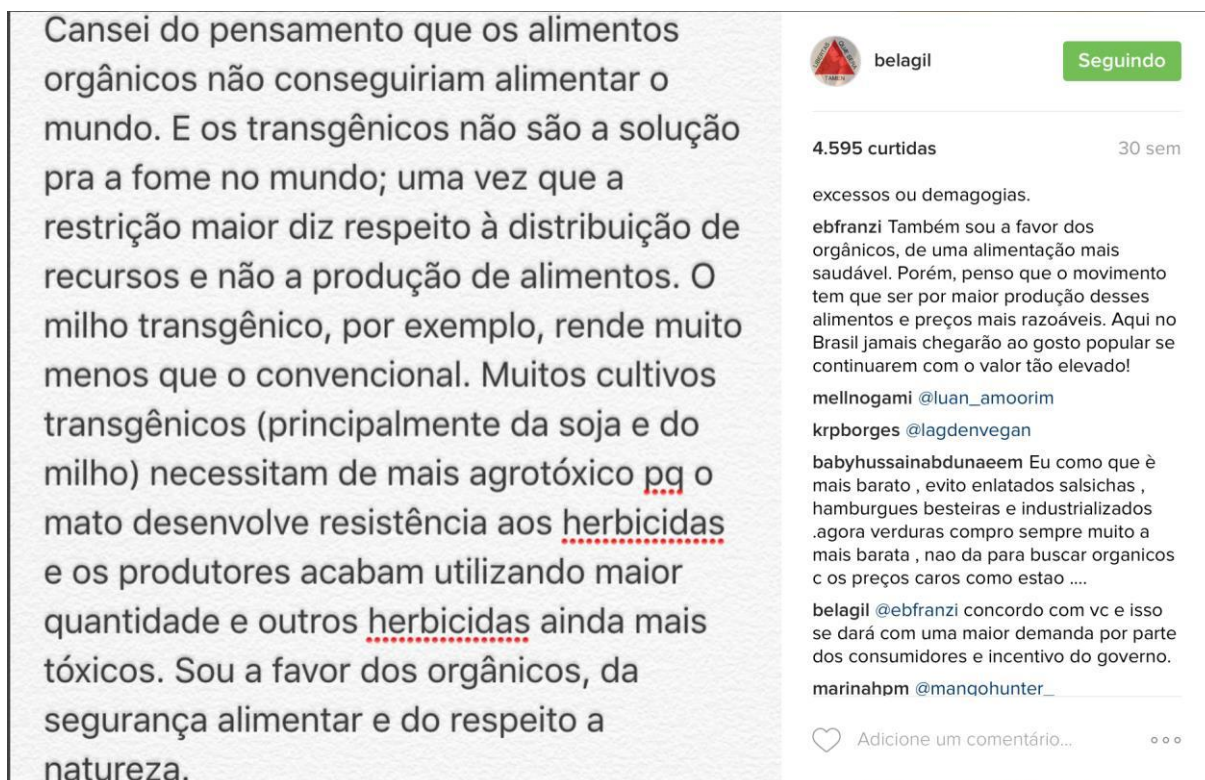 Cansei do pensamento que os alimentos
orgânicos não conseguiriam alimentar o
mundo. E os transgênicos não são a solução
pra a fome no mundo; uma vez que a
restrição maior diz respeito à distribuição de
recursos e não a produção de alimentos. O
milho transgênico, por exemplo, rende muito
menos que o convencional. Muitos cultivos
transgênicos (principalmente da soja e do
milho) necessitam de mais agrotóxico pq o
mato desenvolve resistência aos herbicidas
e os produtores acabam utilizando maior
quantidade e outros herbicidas ainda mais
tóxicos. Sou a favor dos orgânicos, da
segurança alimentar e do respeito a
natureza.
LIBERTAS QUÆ SERA TAMEN
belagil
Seguindo
4.595 curtidas
30 sem
excessos ou demagogias.
ebfranzi Também sou a favor dos
orgânicos, de uma alimentação mais
saudável. Porém, penso que o movimento
tem que ser por maior produção desses
alimentos e preços mais razoáveis. Aqui no
Brasil jamais chegarão ao gosto popular se
continuarem com o valor tão elevado!
mellnogami @luan_amoorim
krpborges @lagdenvegan
babyhussainabdunaeem Eu como que è
mais barato , evito enlatados salsichas ,
hamburgues besteiras e industrializados
.agora verduras compro sempre muito a
mais barata , nao da para buscar organicos
c os preços caros como estao ....
belagil @ebfranzi concordo com vc e isso
se dará com uma maior demanda por parte
dos consumidores e incentivo do governo.
marinahpm @mangohunter_
Adicione um comentário...